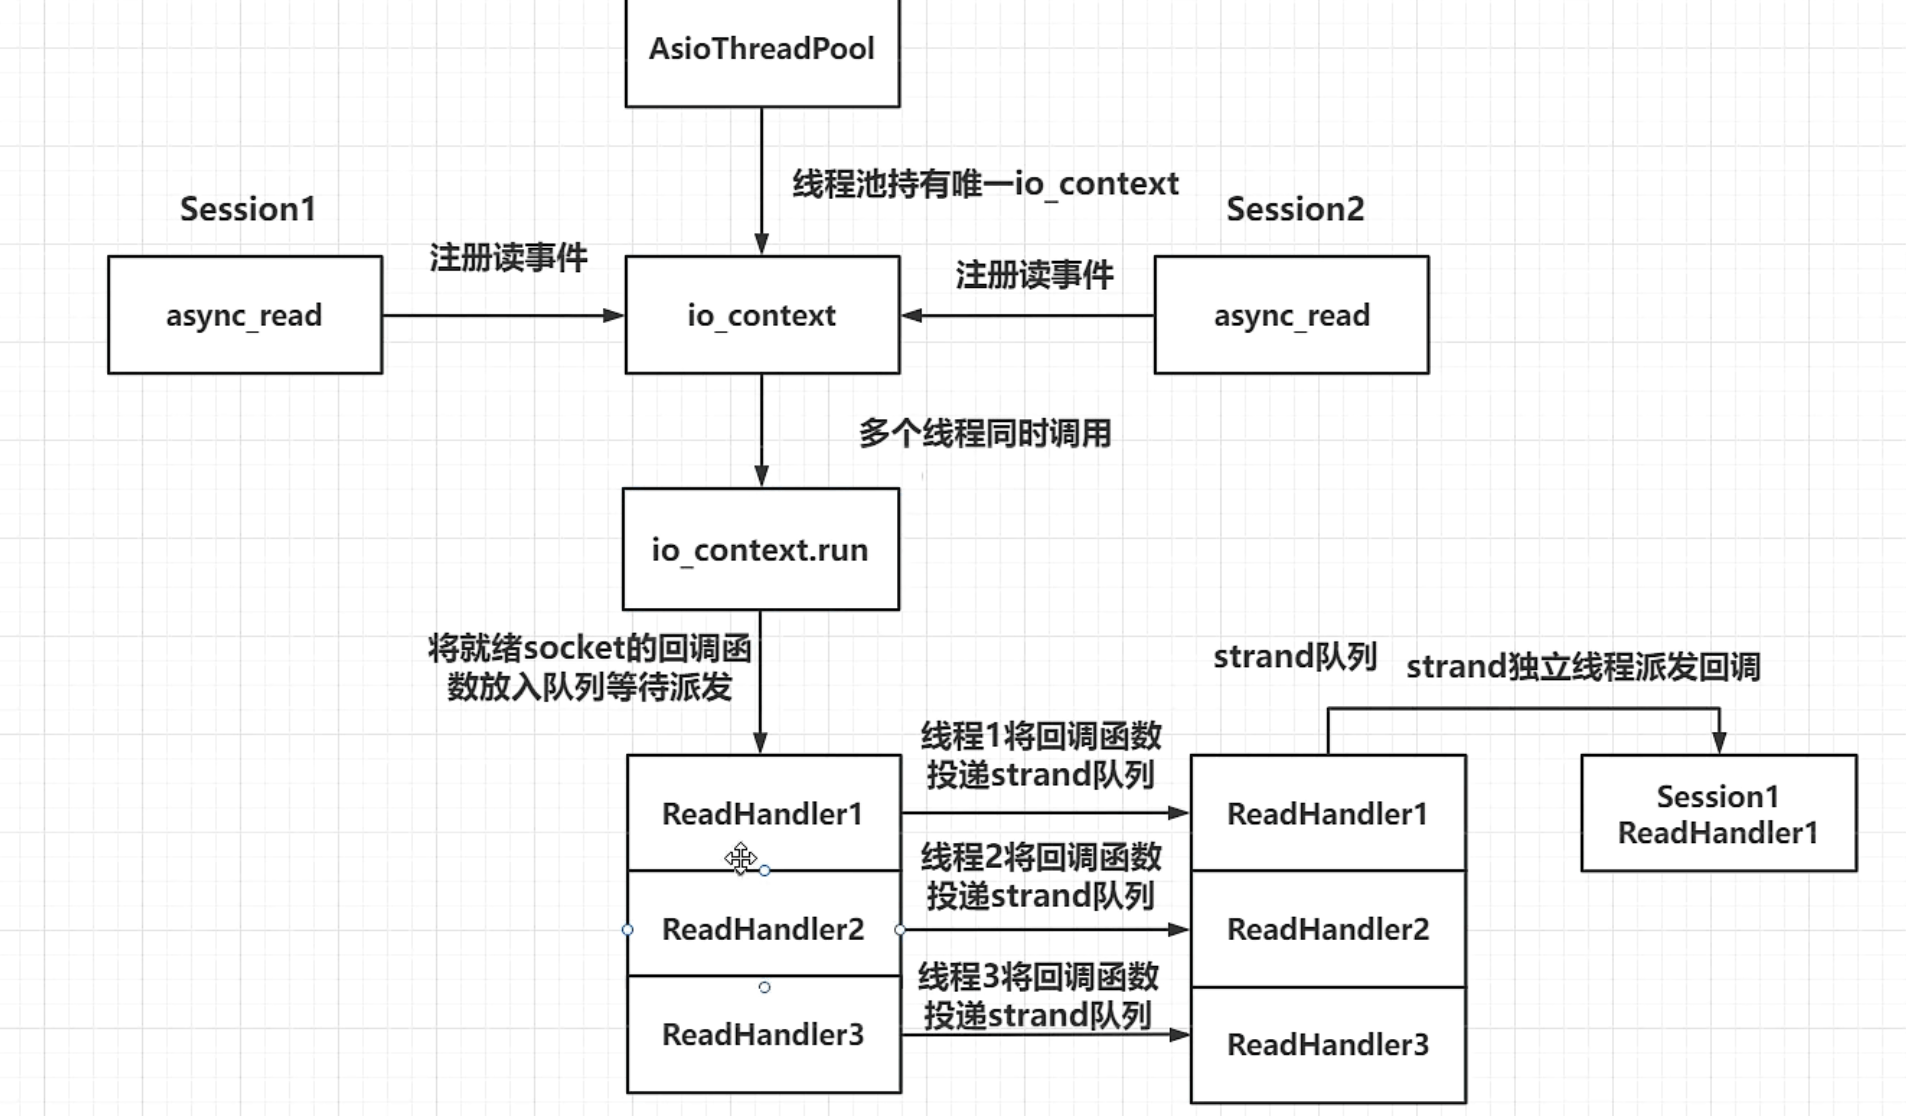 AsioThreadPool
线程池持有唯一io_context
Session1
Session2
注册读事件
注册读事件
async_read
io_context
async_read
多个线程同时调用
io_context.run
将就绪socket的回调函
数放入队列等待派发
strand队列
strand独立线程派发回调
线程1将回调函数
投递strand队列
ReadHandler1
ReadHandler1
Session1
ReadHandler1
线程2将回调函数
投递strand队列
ReadHandler2
ReadHandler2
线程3将回调函数
投递strand队列
ReadHandler3
ReadHandler3